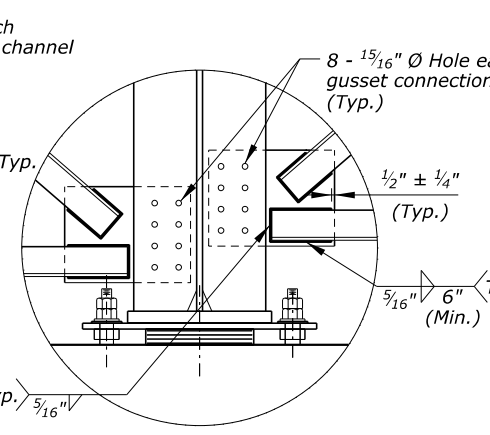 channel
8 - 15/16" Ø Hole
gusset connection
(Typ.)
Typ.
1/2" ± 1/4"
(Typ.)
5/16"
6"
(Min.)
5/16"